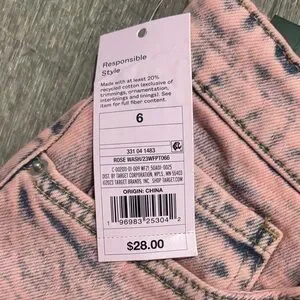 Responsible
Style
Made with at least 20%
recycled cotton (exclusive of
trimmings, ornamentation,
interlinings and linings). See
item for full fiber content.
6
331 04 1483
ROSE WASH/23WFPT066
DIST. BY TARGET CORPORATION, MPLS, MN 55403
©2023 TARGET BRANDS, INC. SHOP TARGET.COM
ORIGIN: CHINA
1 96983 25304 2
$28.00